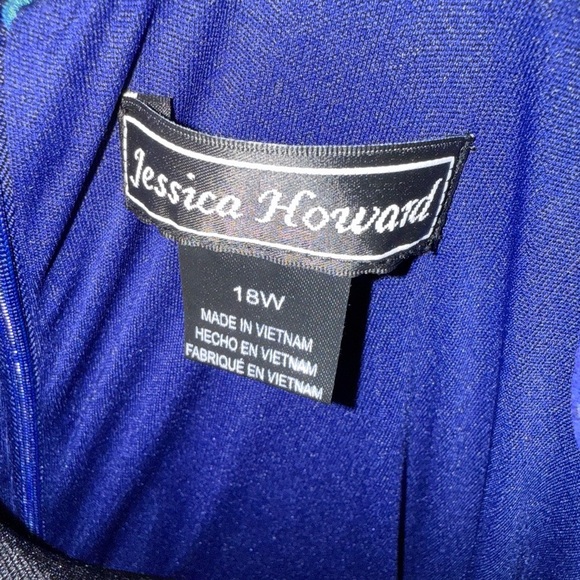 Jessica Howard
18W
MADE IN VIETNAM
HECHO EN VIETNAM
FABRIQUÉ EN VIETNAM